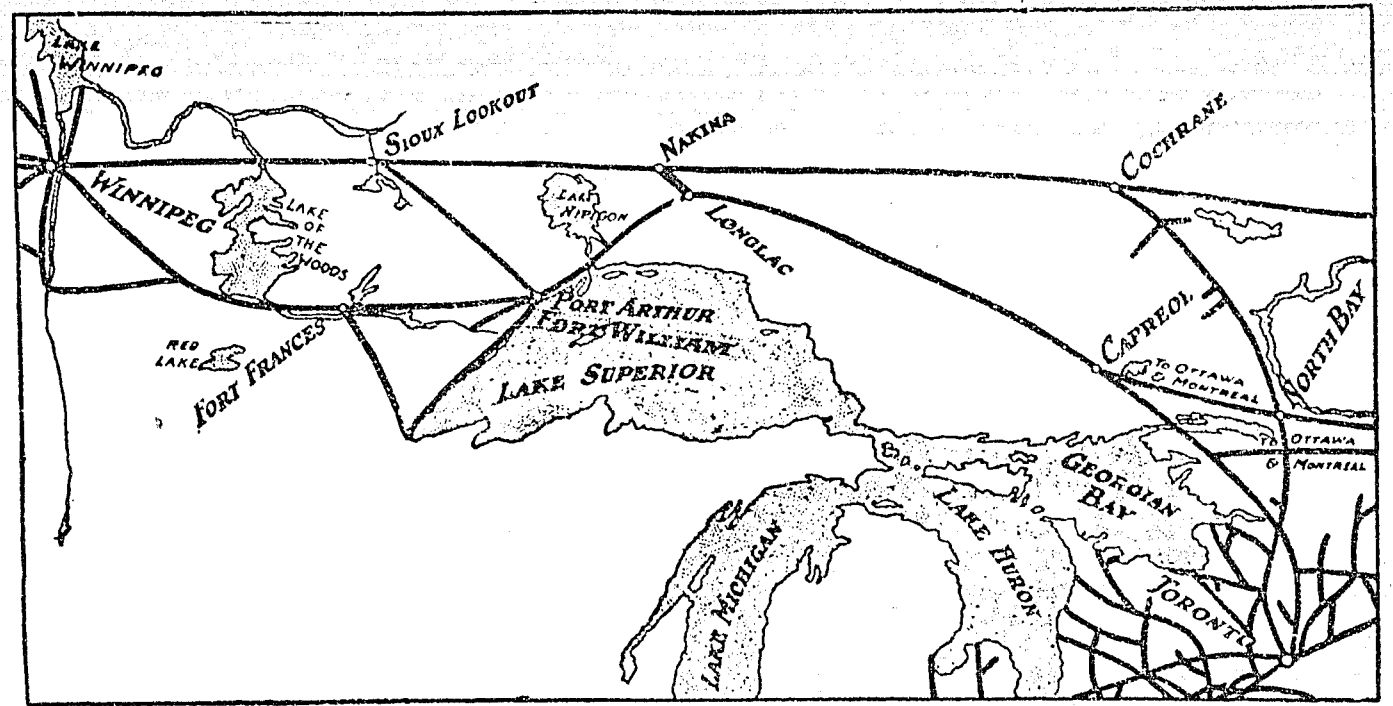 LAKE
WINNIPEG
SIOUX LOOKOUT
NAKINA
COCHRANE
WINNIPEG
LAKE
OF
THE
WOODS
LAKE
NIPIGON
LONGLAC
PORT ARTHUR
FORT WILLIAM
LAKE SUPERIOR
RED
LAKE
FORT FRANCES
CAPREOL
NORTH BAY
TO OTTAWA
& MONTREAL
TO OTTAWA
& MONTREAL
GEORGIAN
BAY
LAKE HURON
LAKE MICHIGAN
TORONTO